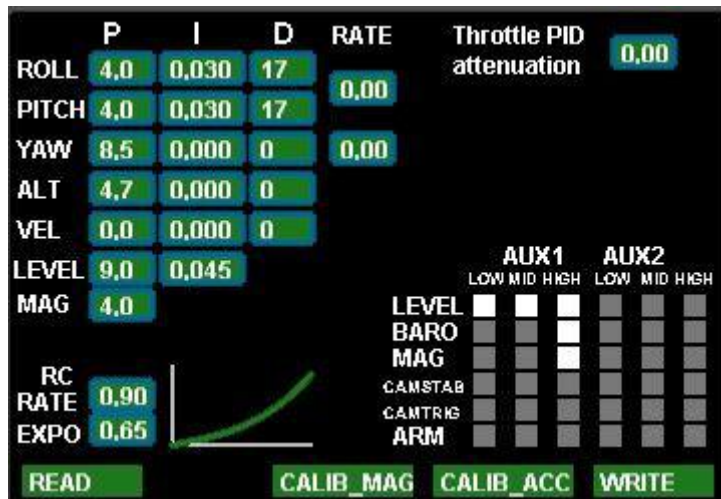 P I D RATE Throttle PID
attenuation 0,00
ROLL 4,0 0,030 17
0,00
PITCH 4,0 0,030 17
YAW 8,5 0,000 0 0,00
ALT 4,7 0,000 0
VEL 0,0 0,000 0
LEVEL 9,0 0,045
MAG 4,0
AUX1 AUX2
LOW MID HIGH LOW MID HIGH
LEVEL
BARO
MAG
CAMSTAB
CAMTRIG
ARM
RC
RATE 0,90
EXPO 0,65
READ CALIB_MAG CALIB_ACC WRITE